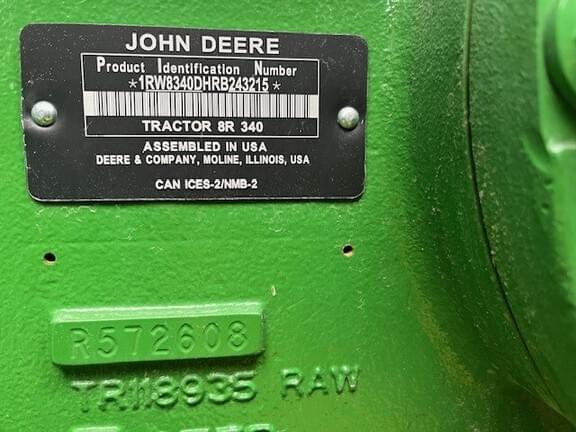 JOHN DEERE
Product Identification Number
*1RW8340DHRB243215*
TRACTOR 8R 340
ASSEMBLED IN USA
DEERE & COMPANY, MOLINE, ILLINOIS, USA
CAN ICES-2/NMB-2
R572608
TR118935 RAW